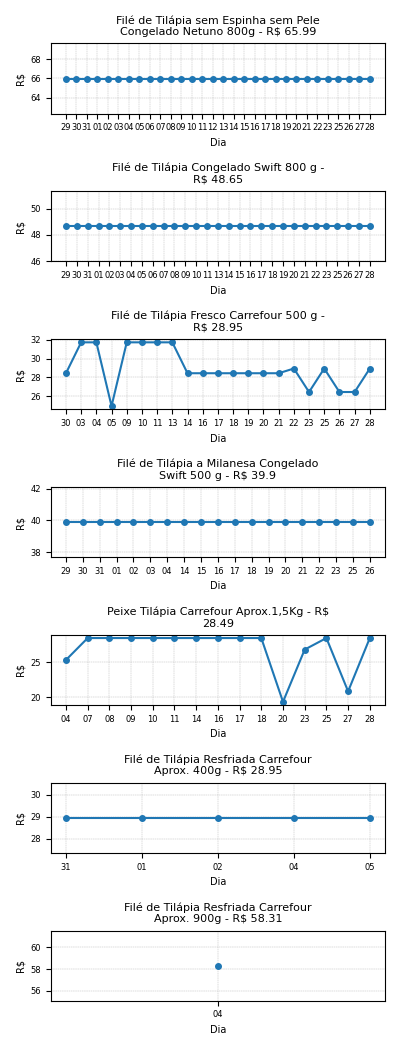 Filé de Tilápia sem Espinha sem Pele
Congelado Netuno 800g - R$ 65.99
68
66
64
R$
29 30 31 01 02 03 04 05 06 07 08 09 10 11 12 13 14 15 16 17 18 19 20 21 22 23 25 26 27 28
Dia
Filé de Tilápia Congelado Swift 800 g -
R$ 48.65
50
48
46
R$
29 30 31 01 02 03 04 05 06 07 08 09 10 11 13 14 15 16 17 18 19 20 21 22 23 25 26 27 28
Dia
Filé de Tilápia Fresco Carrefour 500 g -
R$ 28.95
32
30
28
26
R$
30 03 04 05 09 10 11 13 14 16 17 18 19 20 21 22 23 25 26 27 28
Dia
Filé de Tilápia a Milanesa Congelado
Swift 500 g - R$ 39.9
42
40
38
R$
29 30 31 01 02 03 04 14 15 16 17 18 19 20 21 22 23 25 26
Dia
Peixe Tilápia Carrefour Aprox.1,5Kg - R$
28.49
25
20
R$
04 07 08 09 10 11 14 16 17 18 20 23 25 27 28
Dia
Filé de Tilápia Resfriada Carrefour
Aprox. 400g - R$ 28.95
30
29
28
R$
31 01 02 04 05
Dia
Filé de Tilápia Resfriada Carrefour
Aprox. 900g - R$ 58.31
60
58
56
R$
04
Dia